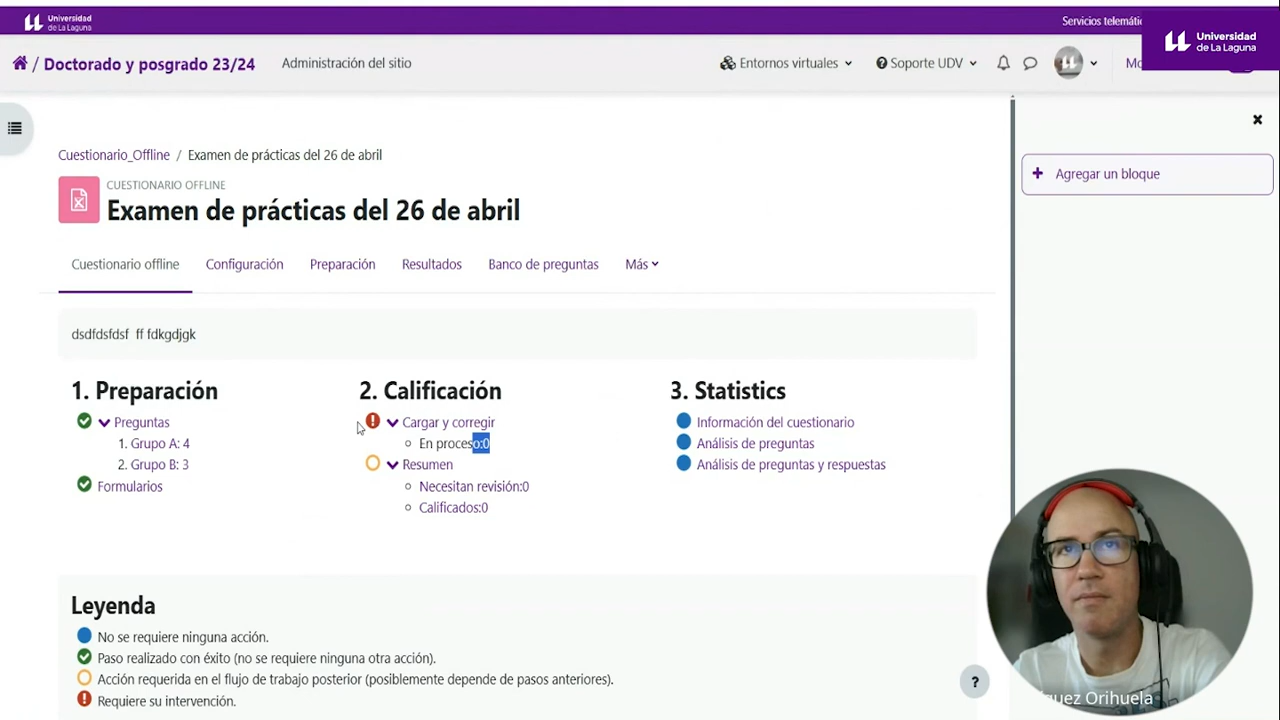 Universidad
de La Laguna
Servicios telemátic
Universidad
de La Laguna
/ Doctorado y posgrado 23/24
Administración del sitio
Entornos virtuales
Soporte UDV
Mo
Cuestionario_Offline / Examen de prácticas del 26 de abril
CUESTIONARIO OFFLINE
Examen de prácticas del 26 de abril
Agregar un bloque
Cuestionario offline
Configuración
Preparación
Resultados
Banco de preguntas
Más
dsdfdsfdsf ff fdkgdjgk
1. Preparación
Preguntas
1. Grupo A: 4
2. Grupo B: 3
Formularios
2. Calificación
Cargar y corregir
En proceso:0
Resumen
Necesitan revisión:0
Calificados:0
3. Statistics
Información del cuestionario
Análisis de preguntas
Análisis de preguntas y respuestas
Leyenda
No se requiere ninguna acción.
Paso realizado con éxito (no se requiere ninguna otra acción).
Acción requerida en el flujo de trabajo posterior (posiblemente depende de pasos anteriores).
Requiere su intervención.
?
guez Orihuela